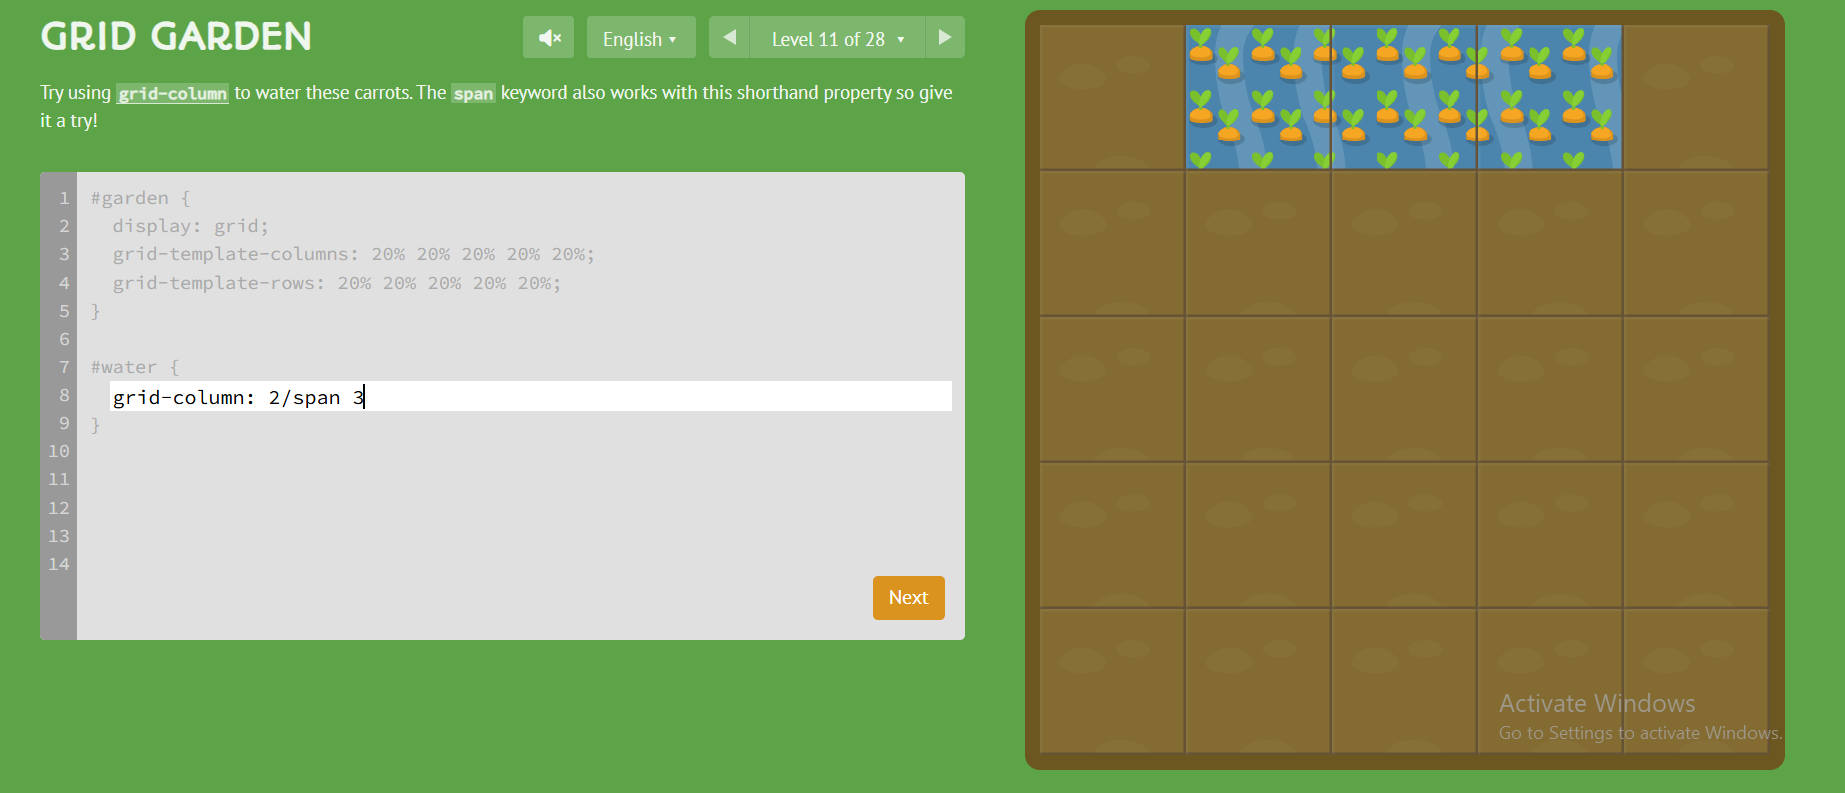 GRID GARDEN
English ▾
◀ Level 11 of 28 ▾ ▶
Try using grid-column to water these carrots. The span keyword also works with this shorthand property so give
it a try!
1 #garden {
2 display: grid;
3 grid-template-columns: 20% 20% 20% 20% 20%;
4 grid-template-rows: 20% 20% 20% 20% 20%;
5 }
6
7 #water {
8 grid-column: 2/span 3
9 }
10
11
12
13
14
Next
Activate Windows
Go to Settings to activate Windows.